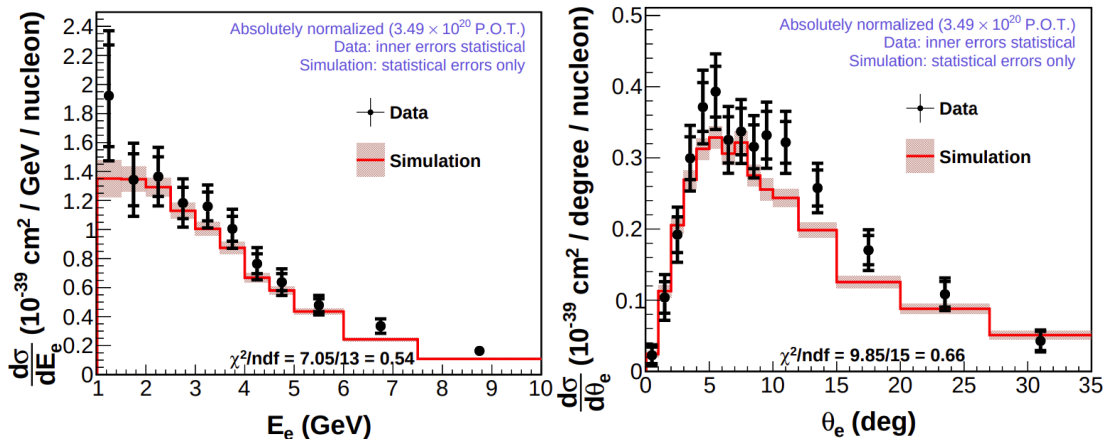 Absolutely normalized (3.49 × 10²⁰ P.O.T.)
Data: inner errors statistical
Simulation: statistical errors only
Data
Simulation
2.4
2.2
2
1.8
1.6
1.4
1.2
1
0.8
0.6
0.4
0.2
0
χ²/ndf = 7.05/13 = 0.54
1 2 3 4 5 6 7 8 9 10
dσ/dEₑ (10⁻³⁹ cm² / GeV / nucleon)
Eₑ (GeV)
Absolutely normalized (3.49 × 10²⁰ P.O.T.)
Data: inner errors statistical
Simulation: statistical errors only
Data
Simulation
0.5
0.4
0.3
0.2
0.1
0
χ²/ndf = 9.85/15 = 0.66
0 5 10 15 20 25 30 35
dσ/dθₑ (10⁻³⁹ cm² / degree / nucleon)
θₑ (deg)